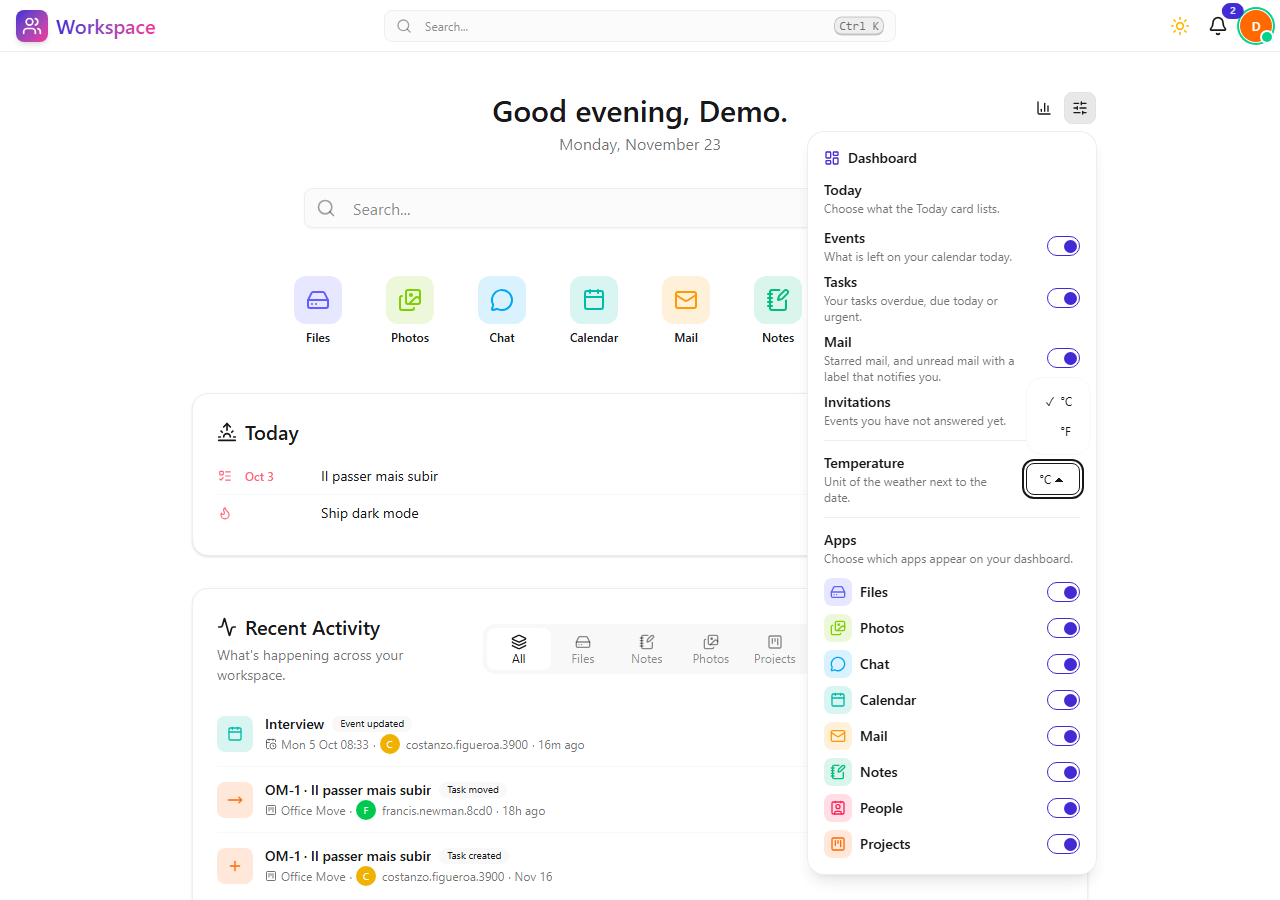 Workspace
Search...
Ctrl K
2
D
Good evening, Demo.
Monday, November 23
Search...
Files
Photos
Chat
Calendar
Mail
Notes
Today
Oct 3
Il passer mais subir
Ship dark mode
Recent Activity
What's happening across your
workspace.
All
Files
Notes
Photos
Projects
Interview
Event updated
Mon 5 Oct 08:33 · C costanzo.figueroa.3900 · 16m ago
OM-1 · Il passer mais subir
Task moved
Office Move · F francis.newman.8cd0 · 18h ago
OM-1 · Il passer mais subir
Task created
Office Move · C costanzo.figueroa.3900 · Nov 16
Dashboard
Today
Choose what the Today card lists.
Events
What is left on your calendar today.
Tasks
Your tasks overdue, due today or
urgent.
Mail
Starred mail, and unread mail with a
label that notifies you.
Invitations
Events you have not answered yet.
✓ °C
°F
Temperature
Unit of the weather next to the
date.
°C
Apps
Choose which apps appear on your dashboard.
Files
Photos
Chat
Calendar
Mail
Notes
People
Projects